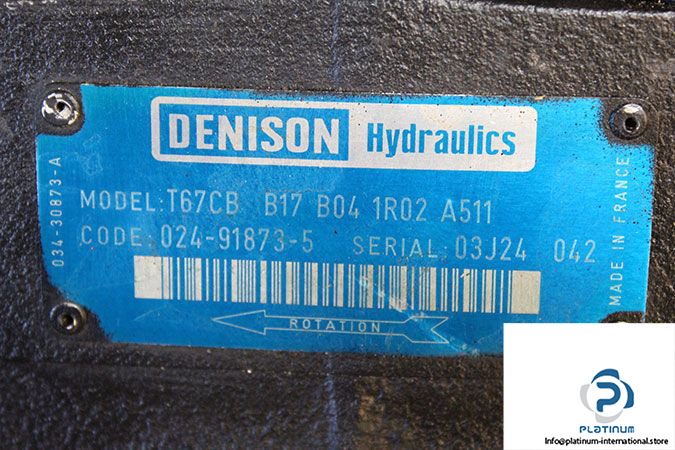 DENISON Hydraulics
MODEL: T67CB B17 B04 1R02 A511
CODE: 024-91873-5 SERIAL: 03J24 042
ROTATION
034-30873-A
MADE IN FRANCE
PLATINUM
Info@platinum-international.store